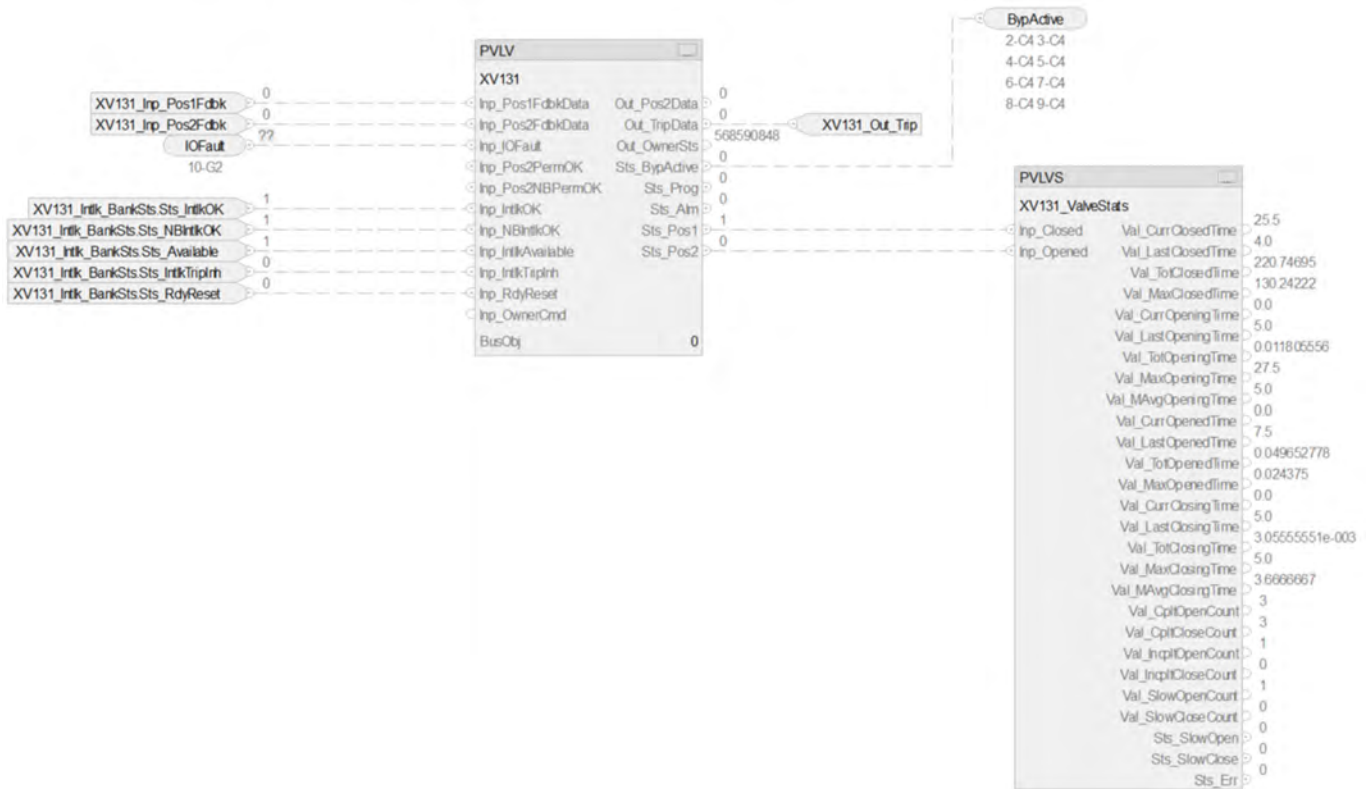 BypActive
2-C4 3-C4
4-C4 5-C4
6-C4 7-C4
8-C4 9-C4
PVLV
XV131
XV131_Inp_Pos1Fdbk 0 Inp_Pos1FdbkData Out_Pos2Data 0
XV131_Inp_Pos2Fdbk 0 Inp_Pos2FdbkData Out_TripData 0 XV131_Out_Trip
IOFault ?? Inp_IOFault Out_OwnerSts 568590848
10-G2 Inp_Pos2PermOK Sts_BypActive 0
Inp_Pos2NBPermOK Sts_Prog 0
XV131_Intlk_BankSts.Sts_IntlkOK 1 Inp_IntlkOK Sts_Alm 0
XV131_Intlk_BankSts.Sts_NBIntlkOK 1 Inp_NBIntlkOK Sts_Pos1 1
XV131_Intlk_BankSts.Sts_Available 1 Inp_IntlkAvailable Sts_Pos2 0
XV131_Intlk_BankSts.Sts_IntlkTripInh 0 Inp_IntlkTripInh
XV131_Intlk_BankSts.Sts_RdyReset 0 Inp_RdyReset
Inp_OwnerCmd
BusObj 0
PVLVS
XV131_ValveStats
Inp_Closed Val_CurrClosedTime 25.5
Inp_Opened Val_LastClosedTime 4.0
Val_TotClosedTime 220.74695
Val_MaxClosedTime 130.24222
Val_CurrOpeningTime 0.0
Val_LastOpeningTime 5.0
Val_TotOpeningTime 0.011805556
Val_MaxOpeningTime 27.5
Val_MAvgOpeningTime 5.0
Val_CurrOpenedTime 0.0
Val_LastOpenedTime 7.5
Val_TotOpenedTime 0.049652778
Val_MaxOpenedTime 0.024375
Val_CurrClosingTime 0.0
Val_LastClosingTime 5.0
Val_TotClosingTime 3.05555551e-003
Val_MaxClosingTime 5.0
Val_MAvgClosingTime 3.6666667
Val_CpltOpenCount 3
Val_CpltCloseCount 3
Val_IncpltOpenCount 1
Val_IncpltCloseCount 0
Val_SlowOpenCount 1
Val_SlowCloseCount 0
Sts_SlowOpen 0
Sts_SlowClose 0
Sts_Err 0